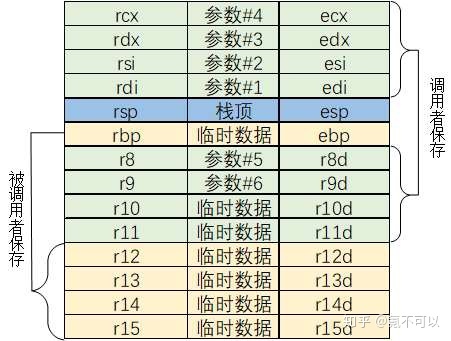 rcx 参数#4 ecx
rdx 参数#3 edx
rsi 参数#2 esi
rdi 参数#1 edi
rsp 栈顶 esp
rbp 临时数据 ebp
r8 参数#5 r8d
r9 参数#6 r9d
r10 临时数据 r10d
r11 临时数据 r11d
r12 临时数据 r12d
r13 临时数据 r13d
r14 临时数据 r14d
r15 临时数据 r15d
调用者保存
被调用者保存
知乎 @氮不可以